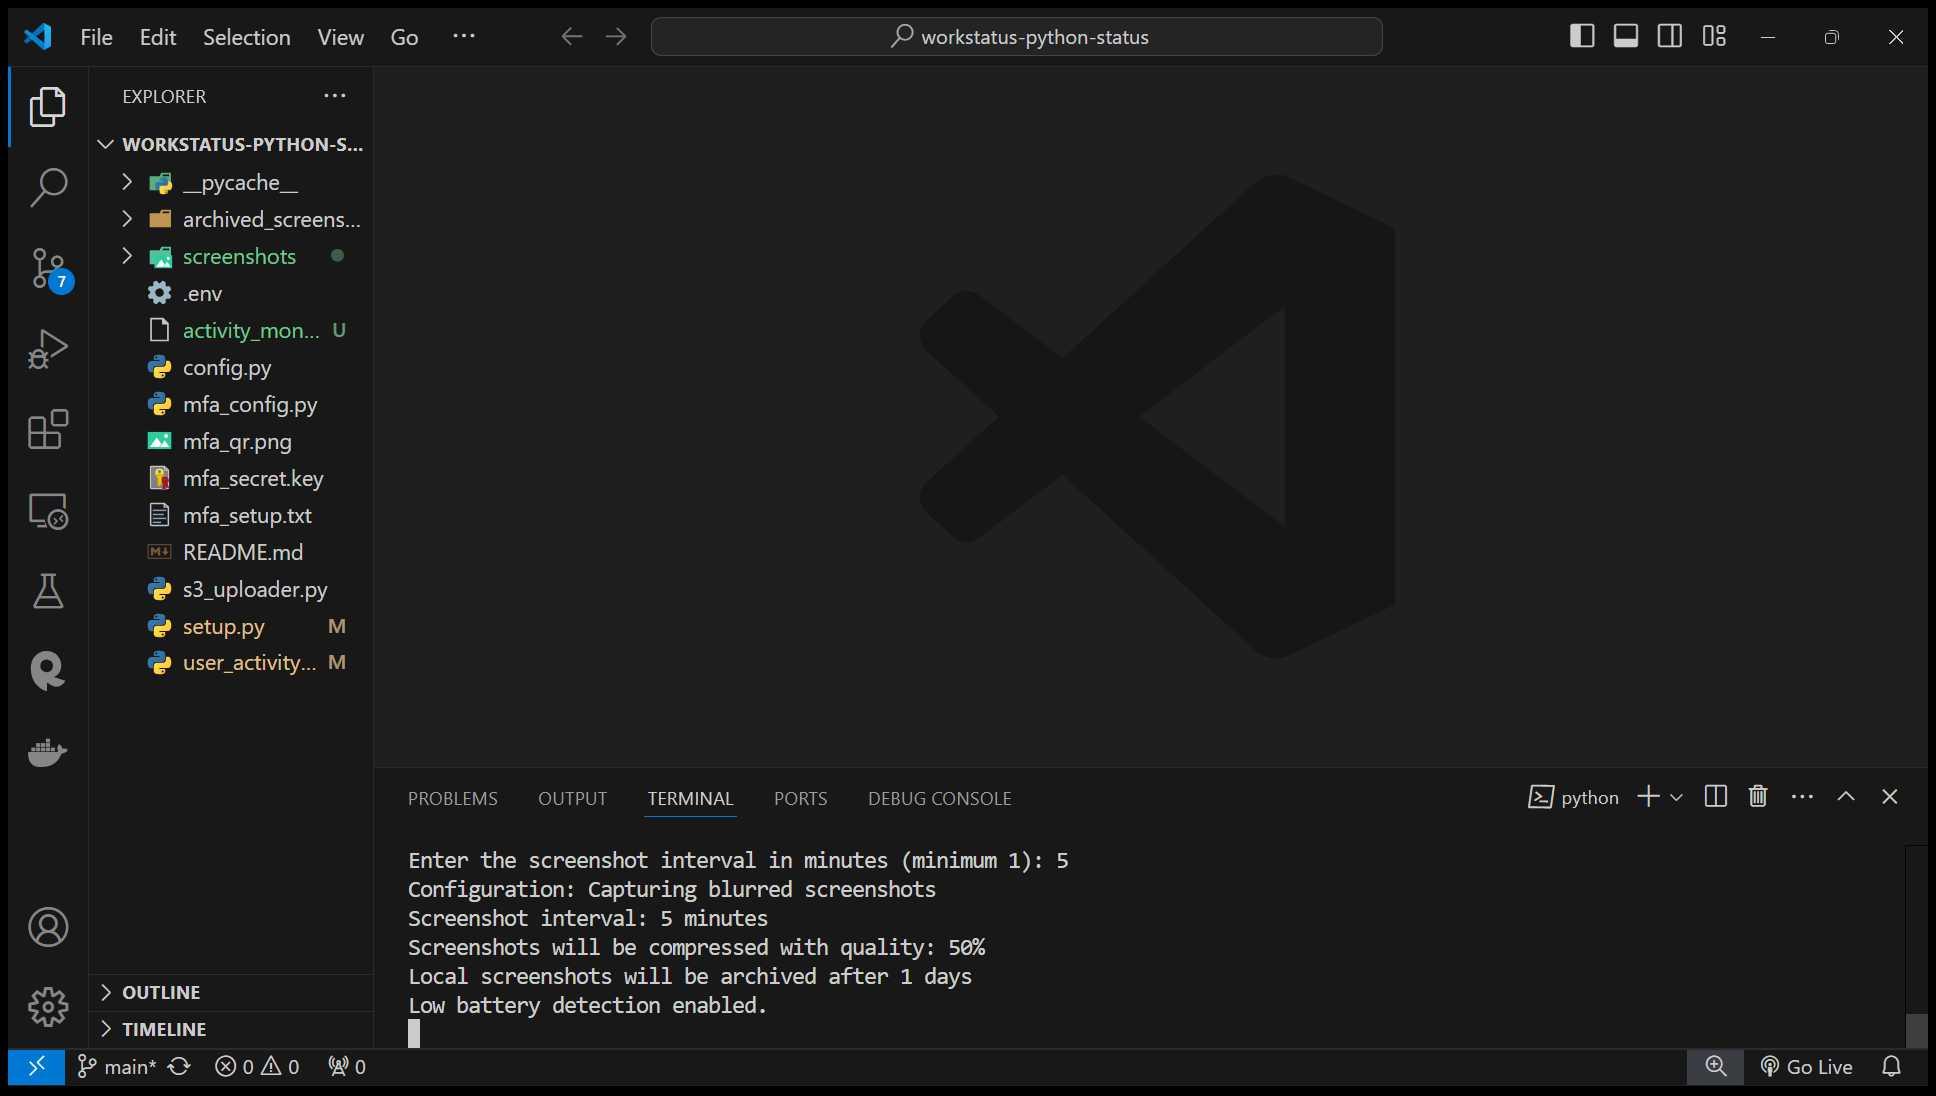 File Edit Selection View Go ···
workstatus-python-status
EXPLORER ···
WORKSTATUS-PYTHON-S...
__pycache__
archived_screens...
screenshots
7
.env
activity_mon... U
config.py
mfa_config.py
mfa_qr.png
mfa_secret.key
mfa_setup.txt
README.md
s3_uploader.py
setup.py M
user_activity... M
OUTLINE
TIMELINE
PROBLEMS OUTPUT TERMINAL PORTS DEBUG CONSOLE
python
Enter the screenshot interval in minutes (minimum 1): 5
Configuration: Capturing blurred screenshots
Screenshot interval: 5 minutes
Screenshots will be compressed with quality: 50%
Local screenshots will be archived after 1 days
Low battery detection enabled.
main* 0 0 0
Go Live